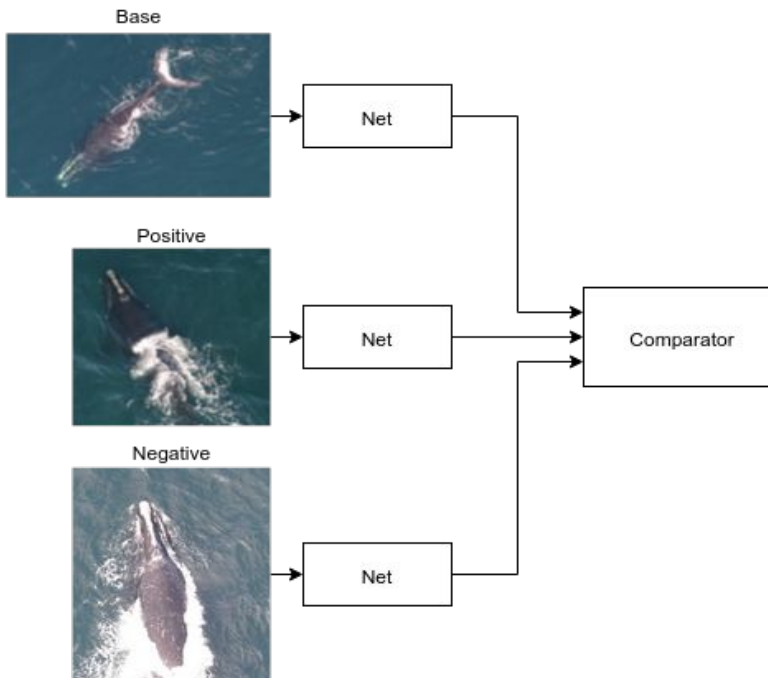 Base
Net
Positive
Net
Comparator
Negative
Net